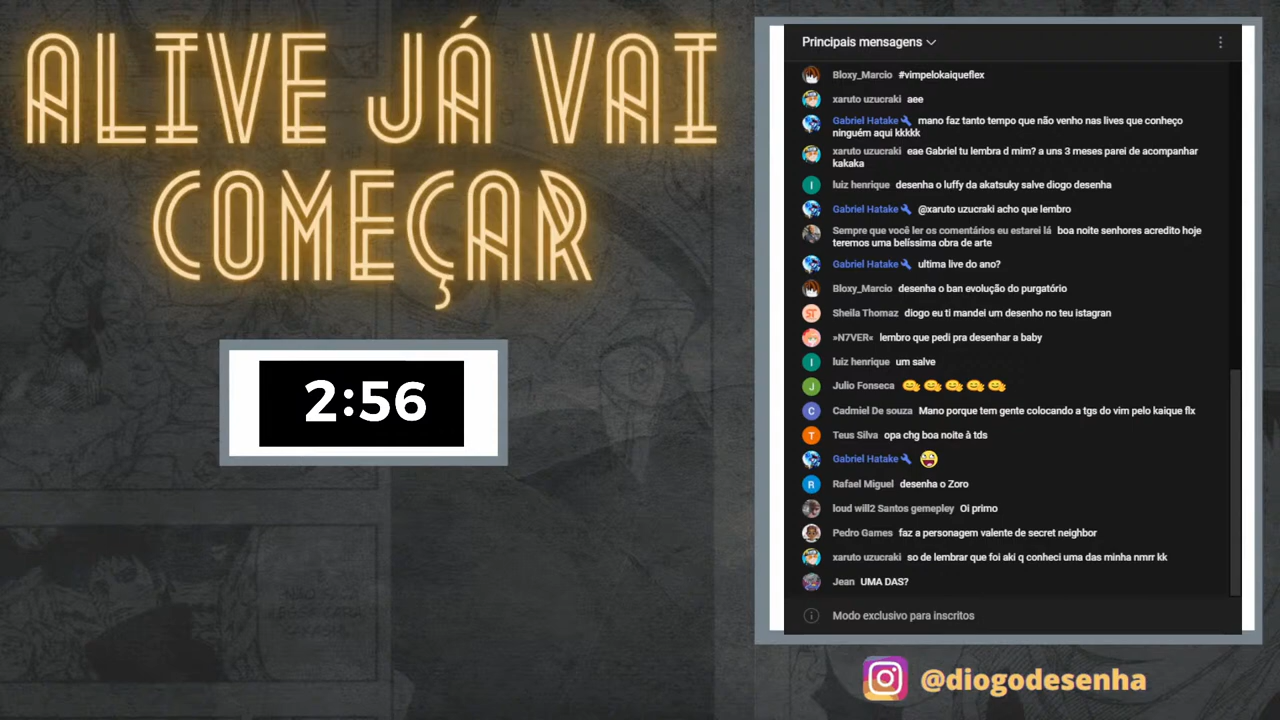 ALIVE JÁ VAI
COMEÇAR
2:56
Principais mensagens
Bloxy_Marcio #vimpelokaiqueflex
xaruto uzucraki aee
Gabriel Hatake mano faz tanto tempo que não venho nas lives que conheço
ninguém aqui kkkkk
xaruto uzucraki eae Gabriel tu lembra d mim? a uns 3 meses parei de acompanhar
kakaka
I luiz henrique desenha o luffy da akatsuky salve diogo desenha
Gabriel Hatake @xaruto uzucraki acho que lembro
Sempre que você ler os comentários eu estarei lá boa noite senhores acredito hoje
teremos uma belíssima obra de arte
Gabriel Hatake ultima live do ano?
Bloxy_Marcio desenha o ban evolução do purgatório
ST Sheila Thomaz diogo eu ti mandei um desenho no teu istagran
»N7VER« lembro que pedi pra desenhar a baby
I luiz henrique um salve
J Julio Fonseca
C Cadmiel De souza Mano porque tem gente colocando a tgs do vim pelo kaique flx
T Teus Silva opa chg boa noite à tds
Gabriel Hatake
R Rafael Miguel desenha o Zoro
loud will2 Santos gemepley Oi primo
Pedro Games faz a personagem valente de secret neighbor
xaruto uzucraki so de lembrar que foi aki q conheci uma das minha nmrr kk
Jean UMA DAS?
Modo exclusivo para inscritos
@diogodesenha